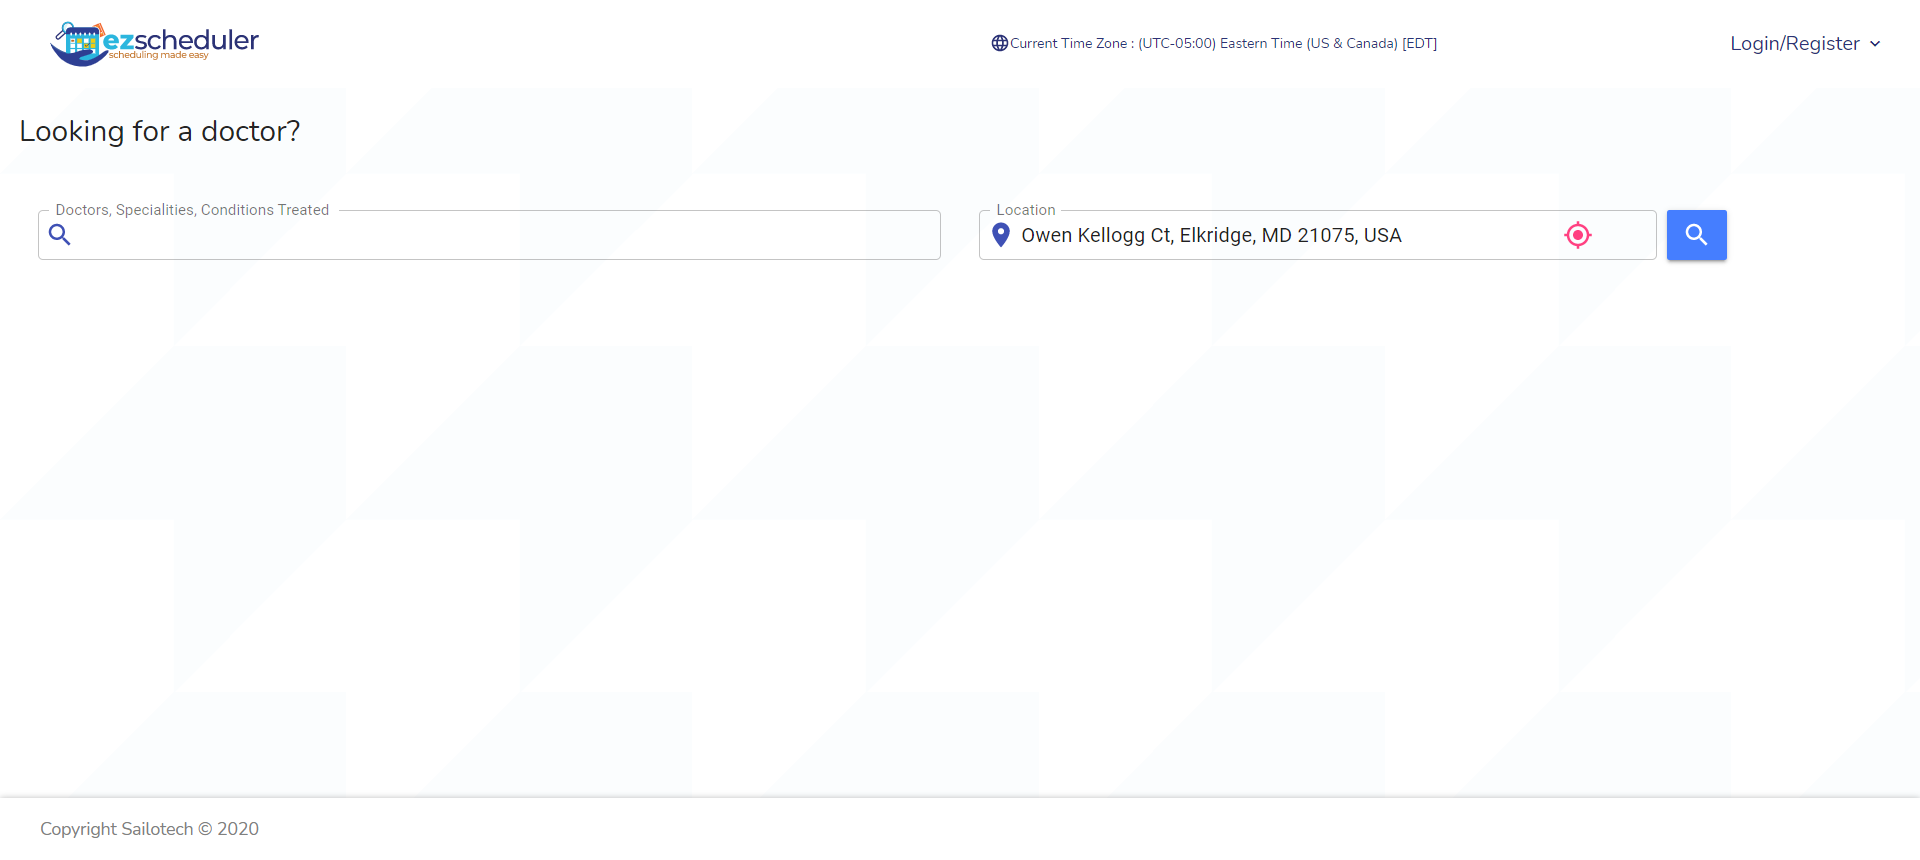 ezscheduler
scheduling made easy
Current Time Zone : (UTC-05:00) Eastern Time (US & Canada) [EDT]
Login/Register
Looking for a doctor?
Doctors, Specialities, Conditions Treated
Location
Owen Kellogg Ct, Elkridge, MD 21075, USA
Copyright Sailotech © 2020